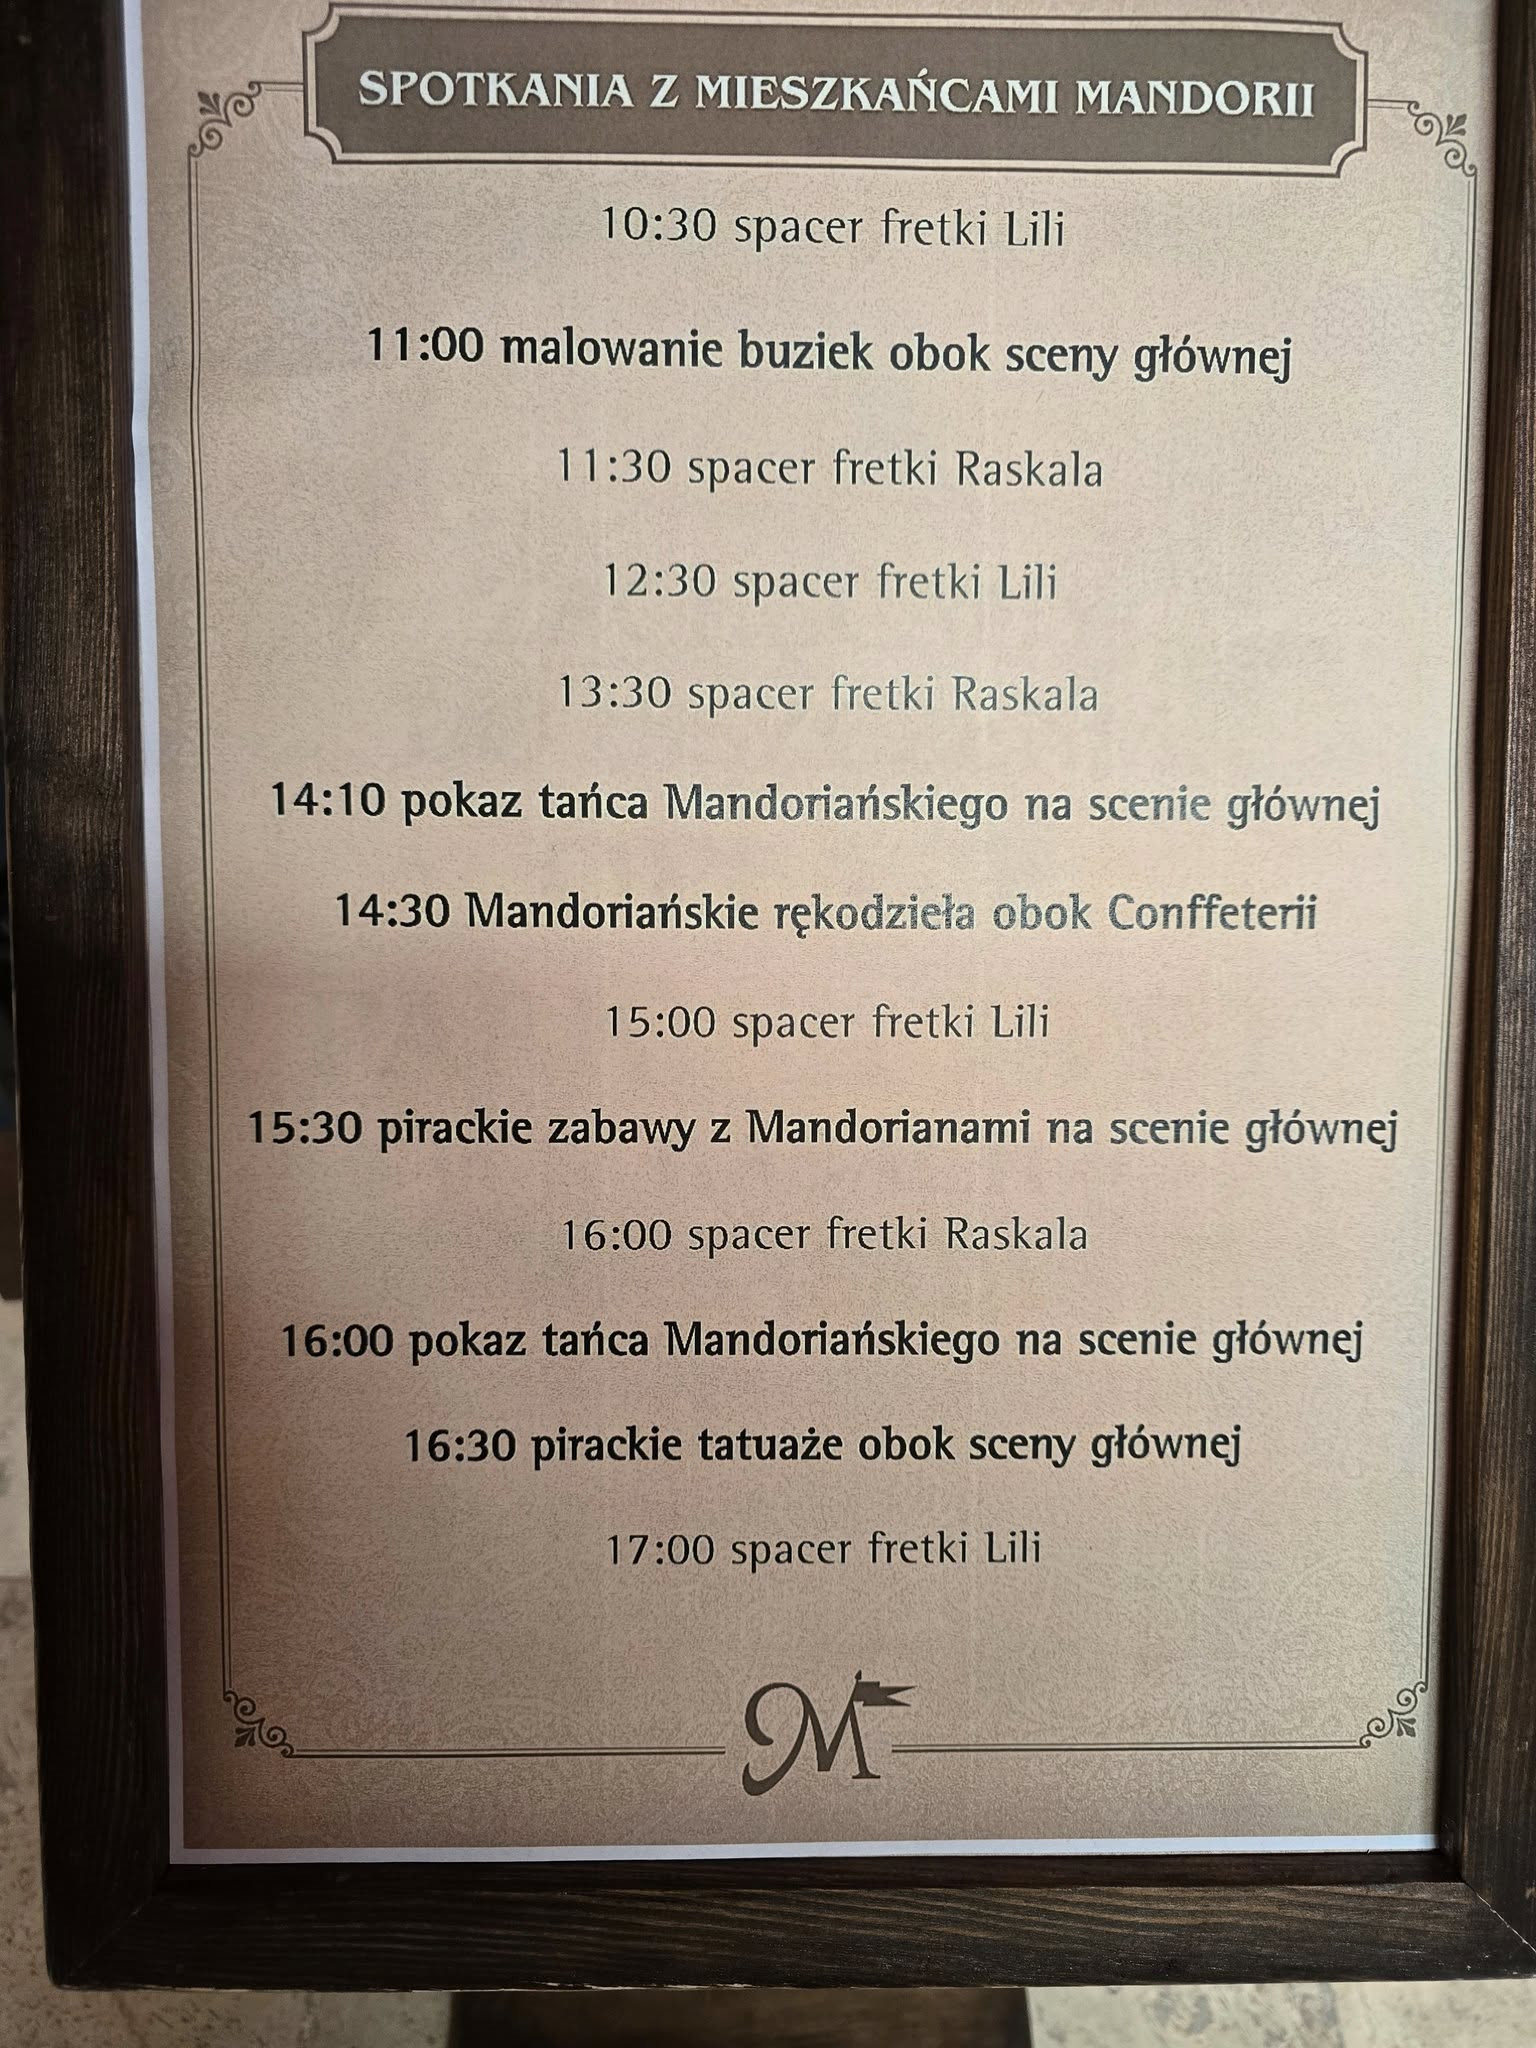 SPOTKANIA Z MIESZKAŃCAMI MANDORII
10:30 spacer fretki Lili
11:00 malowanie buziek obok sceny głównej
11:30 spacer fretki Raskala
12:30 spacer fretki Lili
13:30 spacer fretki Raskala
14:10 pokaz tańca Mandoriańskiego na scenie głównej
14:30 Mandoriańskie rękodzieła obok Conffeterii
15:00 spacer fretki Lili
15:30 pirackie zabawy z Mandorianami na scenie głównej
16:00 spacer fretki Raskala
16:00 pokaz tańca Mandoriańskiego na scenie głównej
16:30 pirackie tatuaże obok sceny głównej
17:00 spacer fretki Lili
M